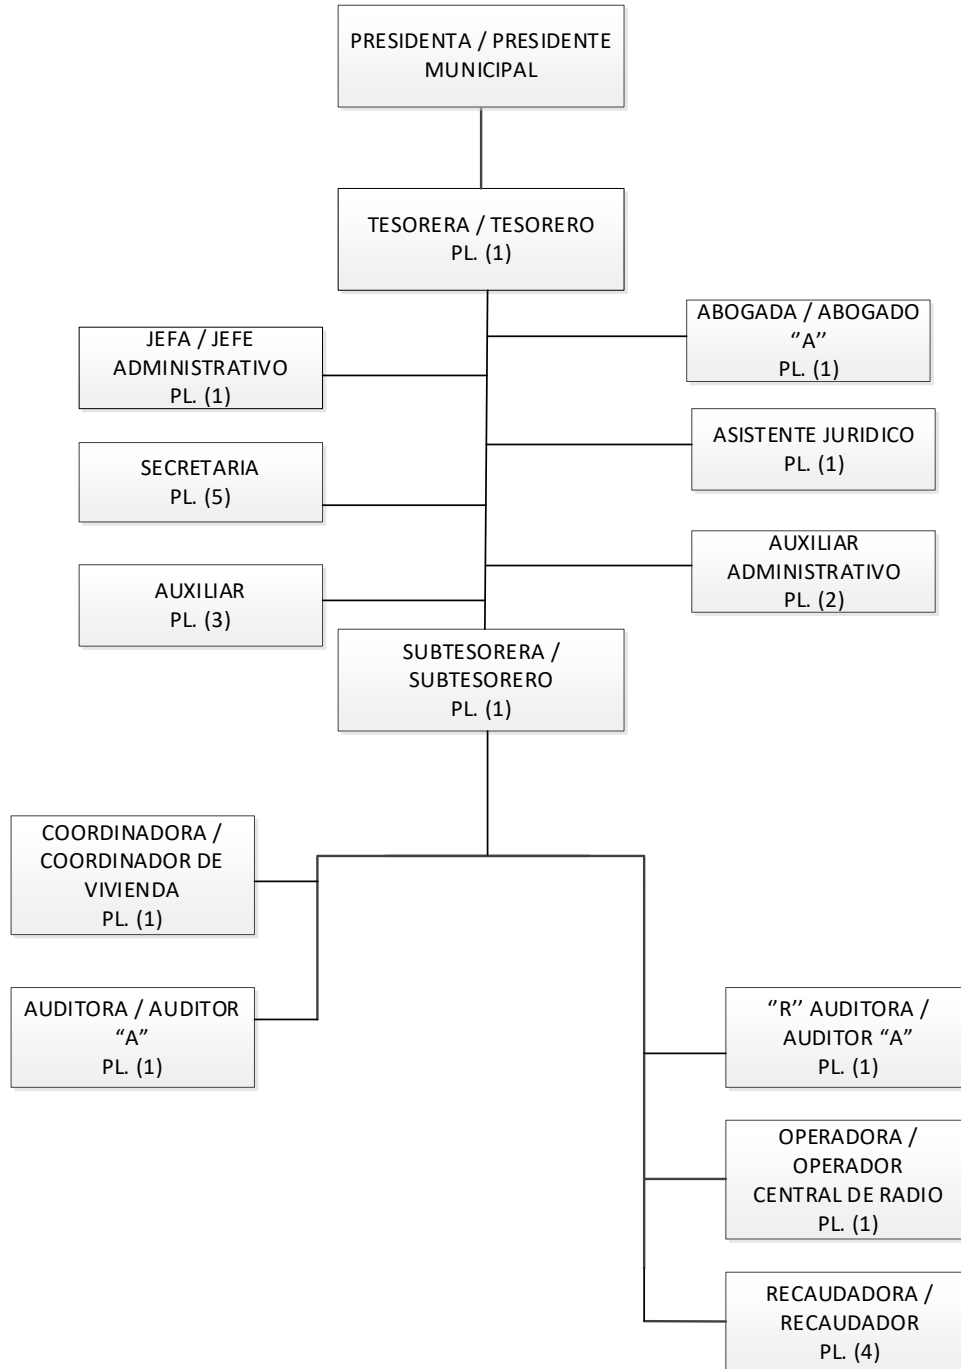 PRESIDENTA / PRESIDENTE
MUNICIPAL
TESORERA / TESORERO
PL. (1)
JEFA / JEFE
ADMINISTRATIVO
PL. (1)
ABOGADA / ABOGADO
‘’A’’
PL. (1)
SECRETARIA
PL. (5)
ASISTENTE JURIDICO
PL. (1)
AUXILIAR
PL. (3)
AUXILIAR
ADMINISTRATIVO
PL. (2)
SUBTESORERA /
SUBTESORERO
PL. (1)
COORDINADORA /
COORDINADOR DE
VIVIENDA
PL. (1)
AUDITORA / AUDITOR
“A”
PL. (1)
‘’R’’ AUDITORA /
AUDITOR “A”
PL. (1)
OPERADORA /
OPERADOR
CENTRAL DE RADIO
PL. (1)
RECAUDADORA /
RECAUDADOR
PL. (4)